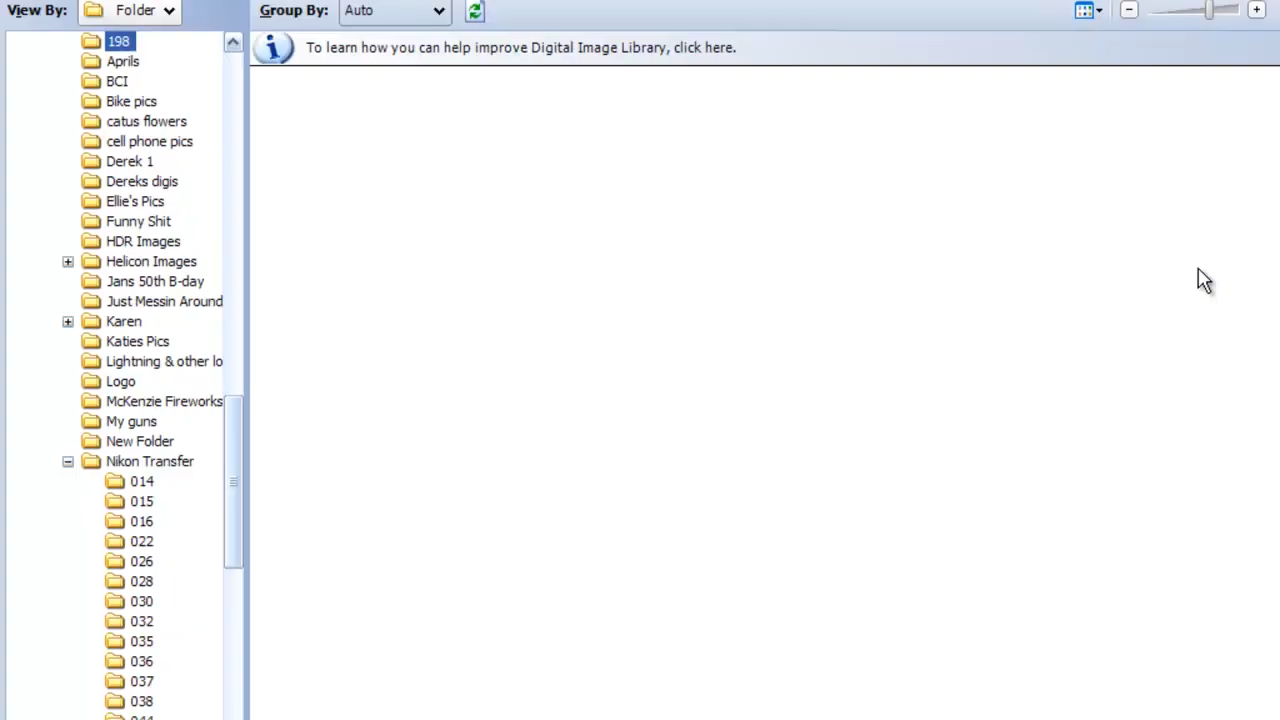 View By: Folder Group By: Auto
To learn how you can help improve Digital Image Library, click here.
198
Aprils
BCI
Bike pics
catus flowers
cell phone pics
Derek 1
Dereks digis
Ellie's Pics
Funny Shit
HDR Images
Helicon Images
Jans 50th B-day
Just Messin Around
Karen
Katies Pics
Lightning & other lo
Logo
McKenzie Fireworks
My guns
New Folder
Nikon Transfer
014
015
016
022
026
028
030
032
035
036
037
038